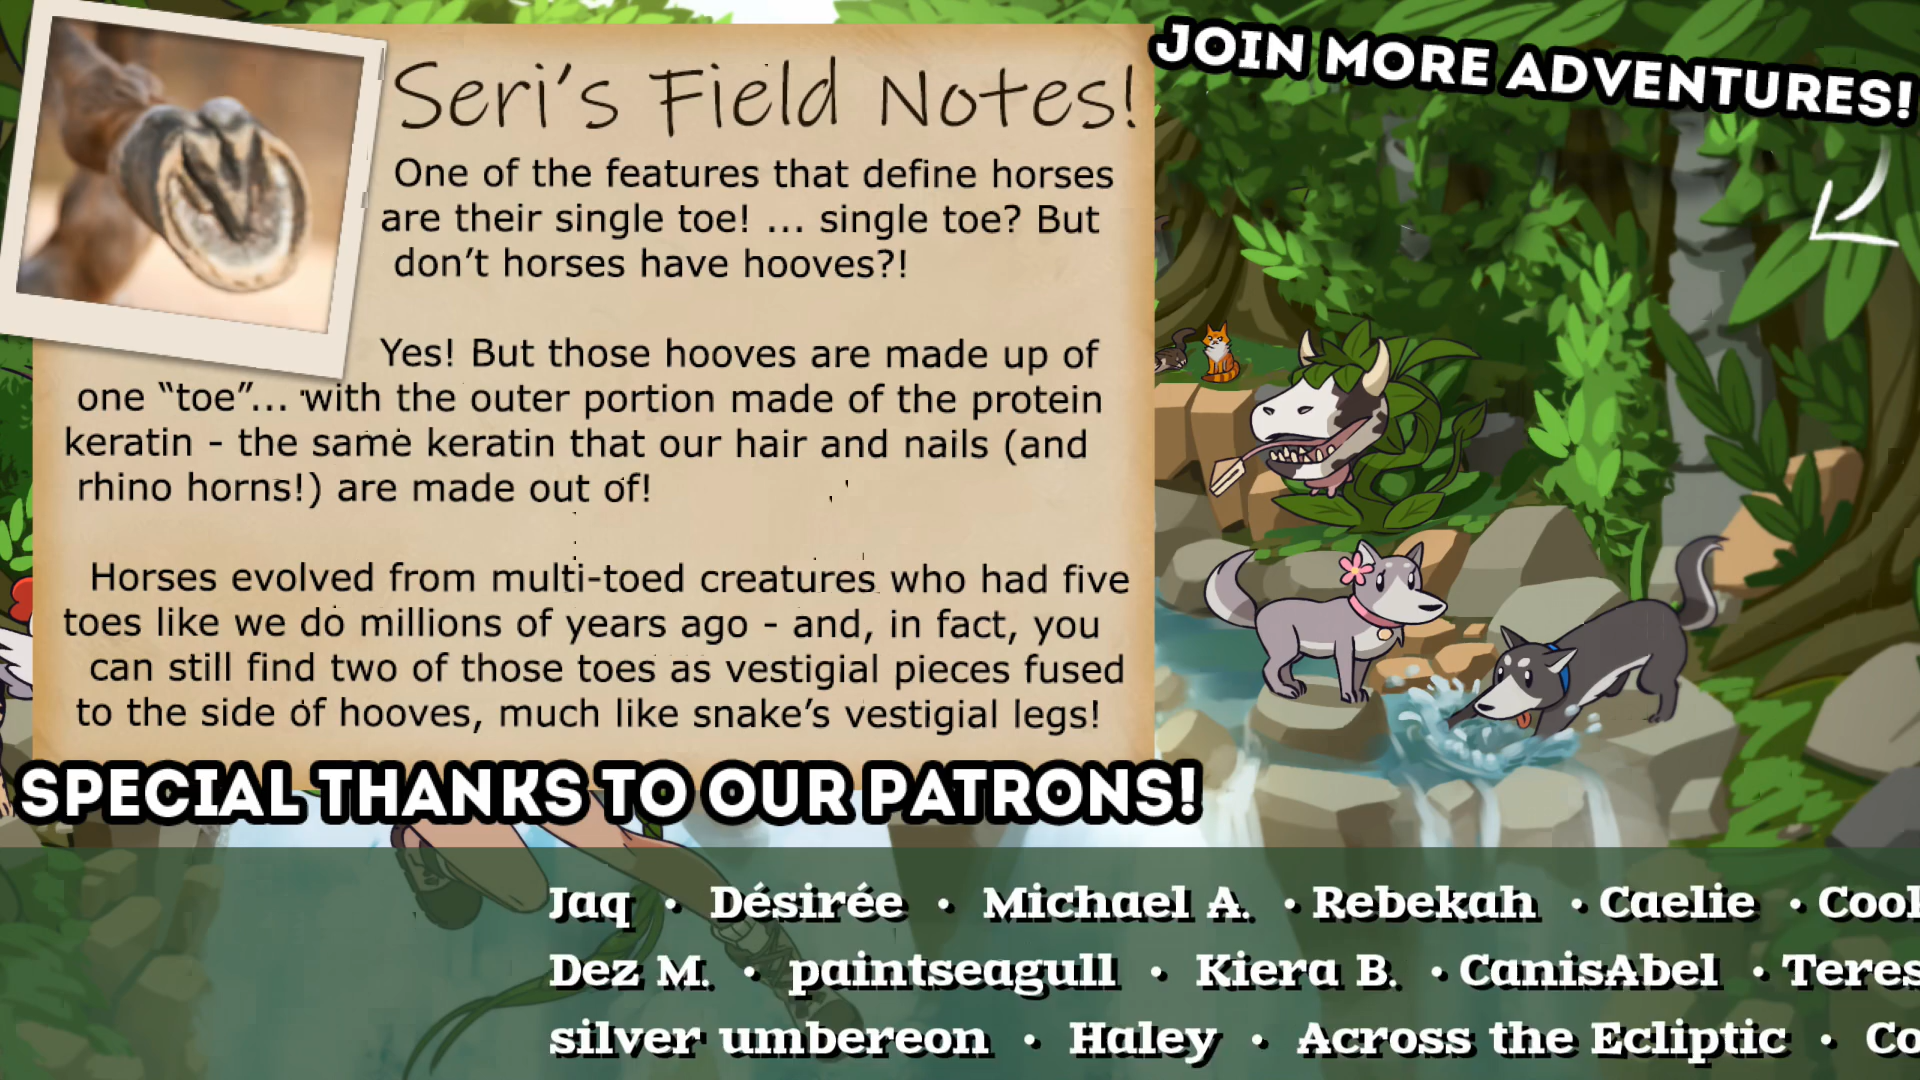 Seri's Field Notes!
One of the features that define horses
are their single toe! ... single toe? But
don't horses have hooves?!
Yes! But those hooves are made up of
one “toe”... with the outer portion made of the protein
keratin - the same keratin that our hair and nails (and
rhino horns!) are made out of!
Horses evolved from multi-toed creatures who had five
toes like we do millions of years ago - and, in fact, you
can still find two of those toes as vestigial pieces fused
to the side of hooves, much like snake's vestigial legs!
JOIN MORE ADVENTURES!
SPECIAL THANKS TO OUR PATRONS!
Jaq • Désirée • Michael A. • Rebekah • Caelie •
Dez M. • paintseagull • Kiera B. • CanisAbel •
silver umbereon • Haley • Across the Ecliptic •